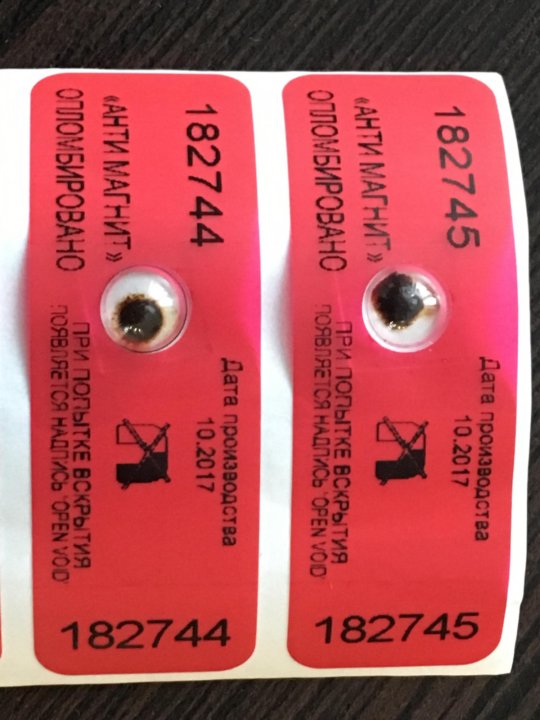 182744
«АНТИ МАГНИТ»
ОПЛОМБИРОВАНО
Дата производства
10.2017
ПРИ ПОПЫТКЕ ВСКРЫТИЯ
ПОЯВЛЯЕТСЯ НАДПИСЬ "OPEN VOID"
182744
182745
«АНТИ МАГНИТ»
ОПЛОМБИРОВАНО
Дата производства
10.2017
ПРИ ПОПЫТКЕ ВСКРЫТИЯ
ПОЯВЛЯЕТСЯ НАДПИСЬ "OPEN VOID"
182745